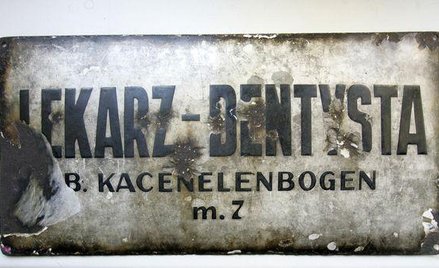 LEKARZ-DENTYSTA
B. KACENELENBOGEN
m. 7